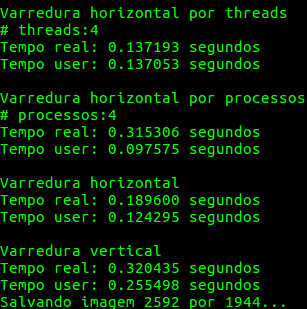 Varredura horizontal por threads
# threads:4
Tempo real: 0.137193 segundos
Tempo user: 0.137053 segundos
Varredura horizontal por processos
# processos:4
Tempo real: 0.315306 segundos
Tempo user: 0.097575 segundos
Varredura horizontal
Tempo real: 0.189600 segundos
Tempo user: 0.124295 segundos
Varredura vertical
Tempo real: 0.320435 segundos
Tempo user: 0.255498 segundos
Salvando imagem 2592 por 1944...